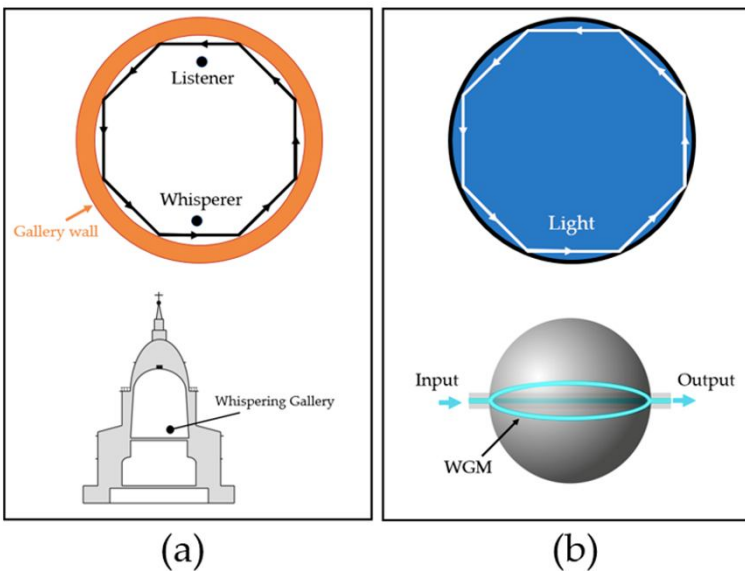 Listener
Whisperer
Gallery wall
Whispering Gallery
(a)
Light
Input
Output
WGM
(b)